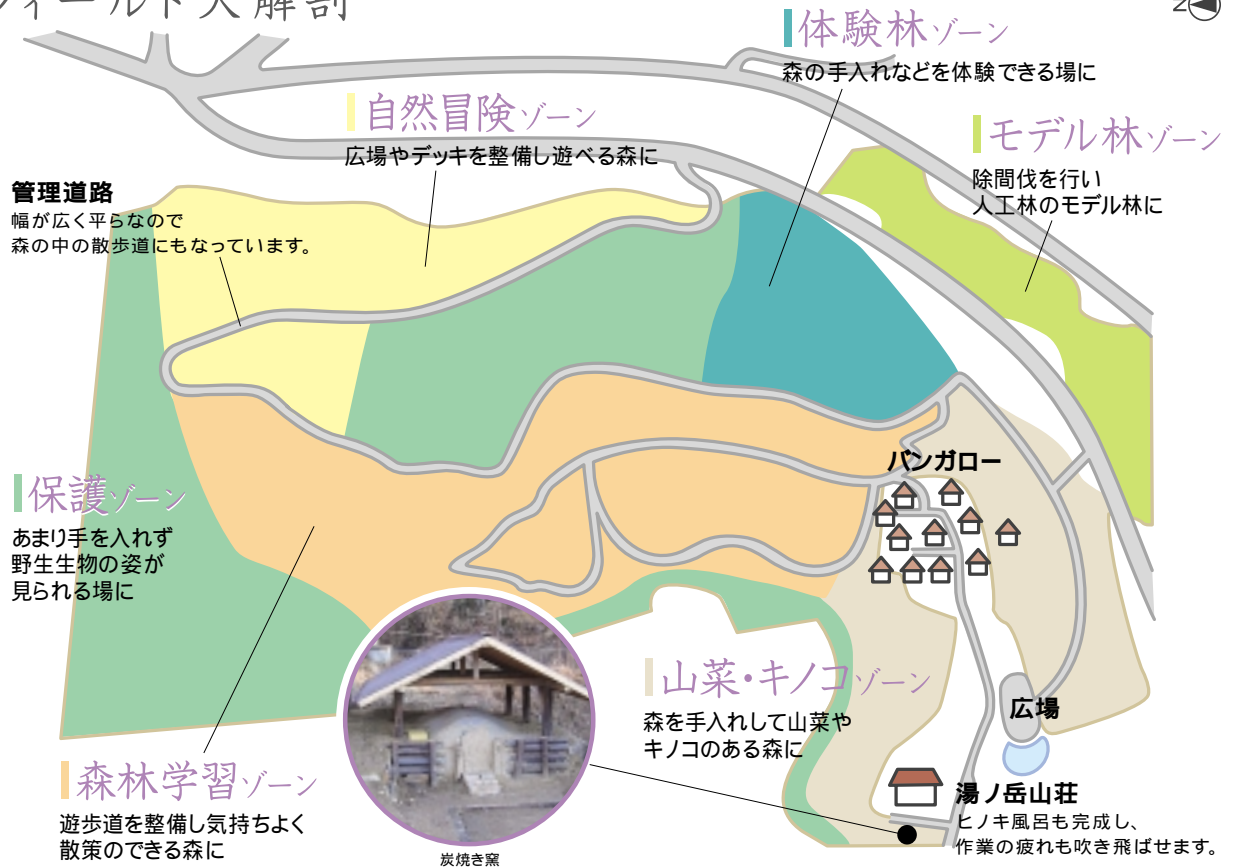 フィールド大解剖
N
体験林ゾーン
森の手入れなどを体験できる場に
自然冒険ゾーン
広場やデッキを整備し遊べる森に
モデル林ゾーン
除間伐を行い
人工林のモデル林に
管理道路
幅が広く平らなので
森の中の散歩道にもなっています。
バンガロー
保護ゾーン
あまり手を入れず
野生生物の姿が
見られる場に
山菜・キノコゾーン
森を手入れして山菜や
キノコのある森に
広場
森林学習ゾーン
遊歩道を整備し気持ちよく
散策のできる森に
炭焼き窯
湯ノ岳山荘
ヒノキ風呂も完成し、
作業の疲れも吹き飛ばせます。